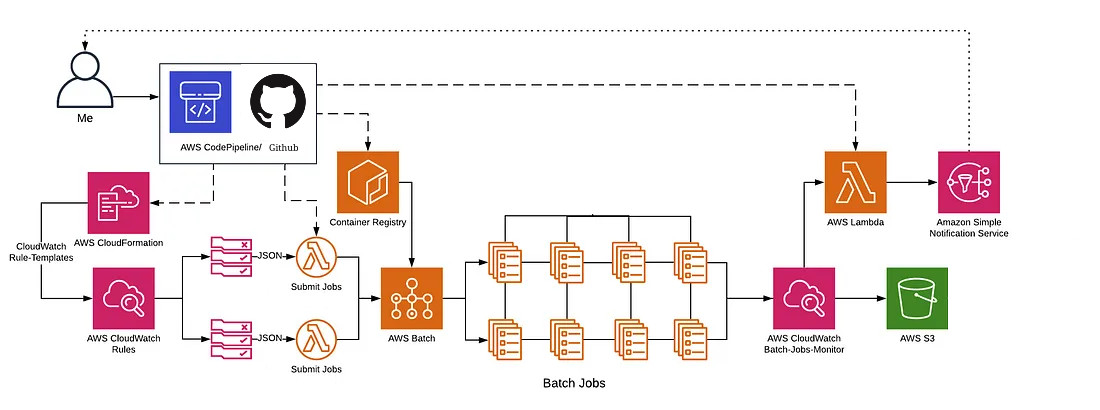 Me
</>
AWS CodePipeline/ Github
Container Registry
AWS Lambda
Amazon Simple
Notification Service
AWS CloudFormation
CloudWatch
Rule-Templates
JSON
Submit Jobs
AWS CloudWatch
Rules
JSON
Submit Jobs
AWS Batch
AWS CloudWatch
Batch-Jobs-Monitor
AWS S3
Batch Jobs